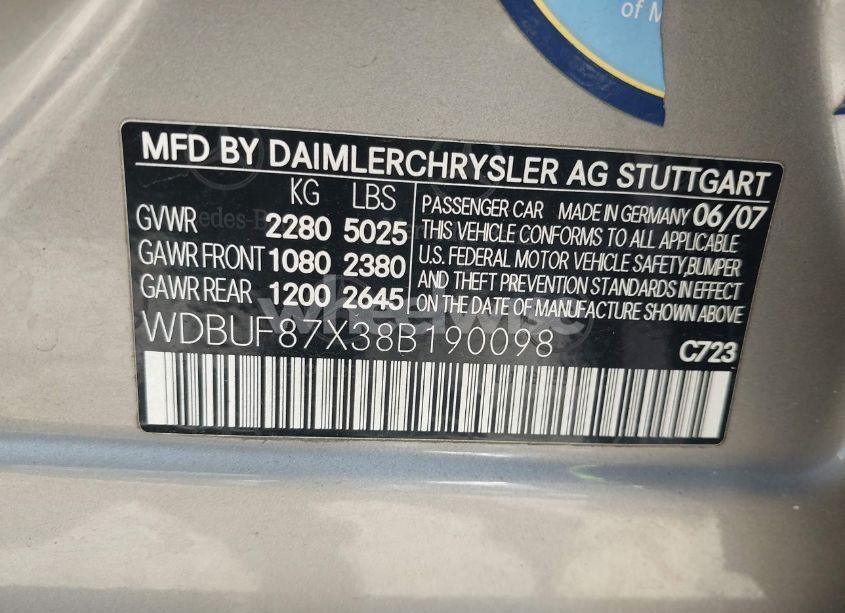 of M
MFD BY DAIMLERCHRYSLER AG STUTTGART
KG LBS
GVWR 2280 5025
GAWR FRONT 1080 2380
GAWR REAR 1200 2645
PASSENGER CAR MADE IN GERMANY 06/07
THIS VEHICLE CONFORMS TO ALL APPLICABLE
U.S. FEDERAL MOTOR VEHICLE SAFETY,BUMPER
AND THEFT PREVENTION STANDARDS IN EFFECT
ON THE DATE OF MANUFACTURE SHOWN ABOVE.
WDBUF87X38B190098
C723
wheelwise